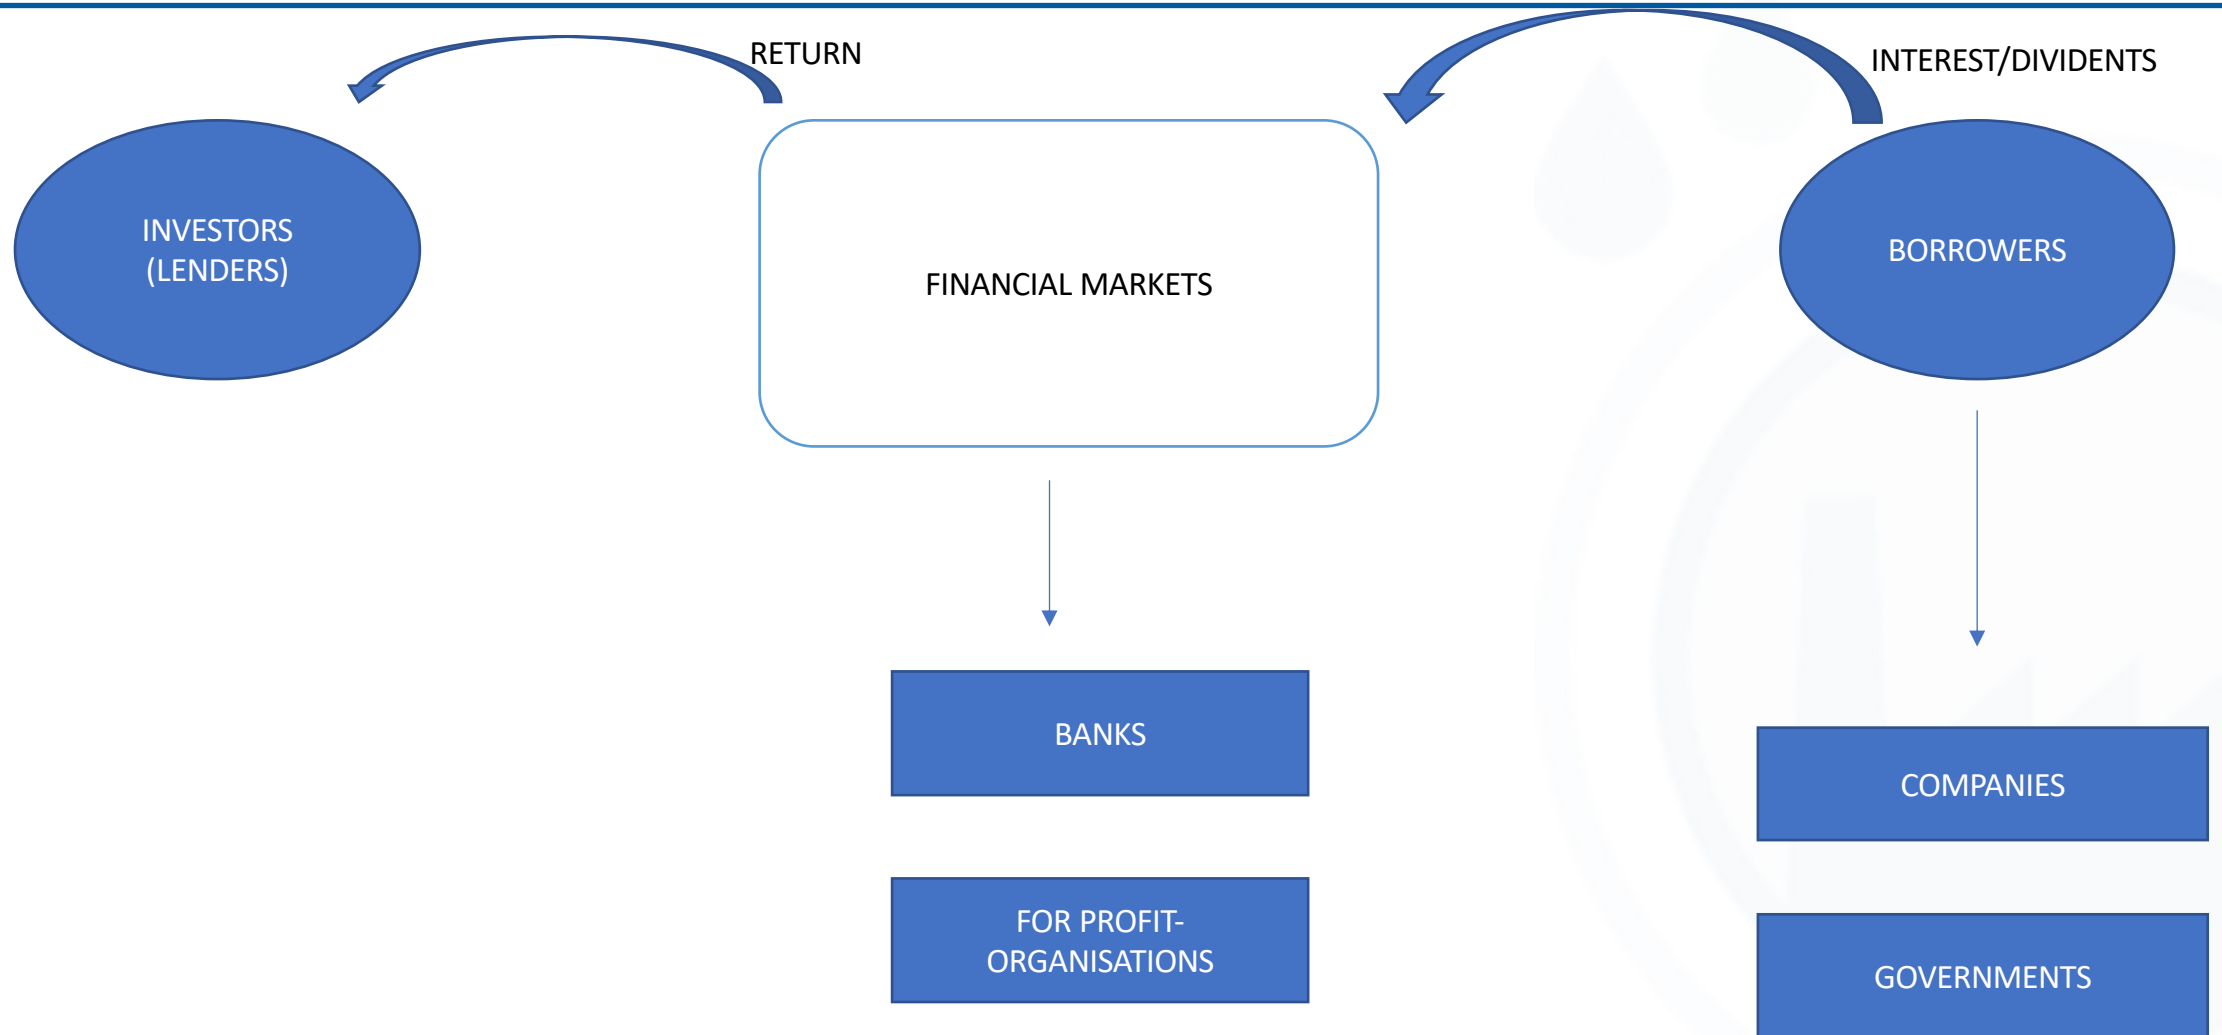 RETURN
INTEREST/DIVIDENTS
INVESTORS
(LENDERS)
FINANCIAL MARKETS
BORROWERS
BANKS
COMPANIES
FOR PROFIT-
ORGANISATIONS
GOVERNMENTS